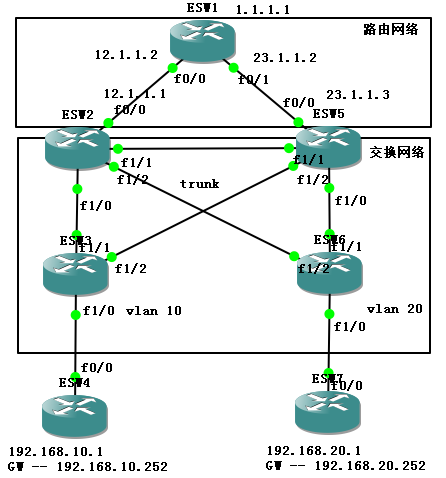 ESW1 1.1.1.1
路由网络
12.1.1.2 23.1.1.2
f0/0 f0/1
12.1.1.1 f0/0 23.1.1.3
ESW2 f0/0 ESW5
交换网络
f1/1 f1/1
f1/2 trunk f1/2
f1/0 f1/0
ESW3 ESW6
f1/1 f1/1
f1/2 f1/2
f1/0 vlan 10 vlan 20
f1/0
f0/0 ESW7
ESW4 f0/0
192.168.10.1 192.168.20.1
GW -- 192.168.10.252 GW -- 192.168.20.252